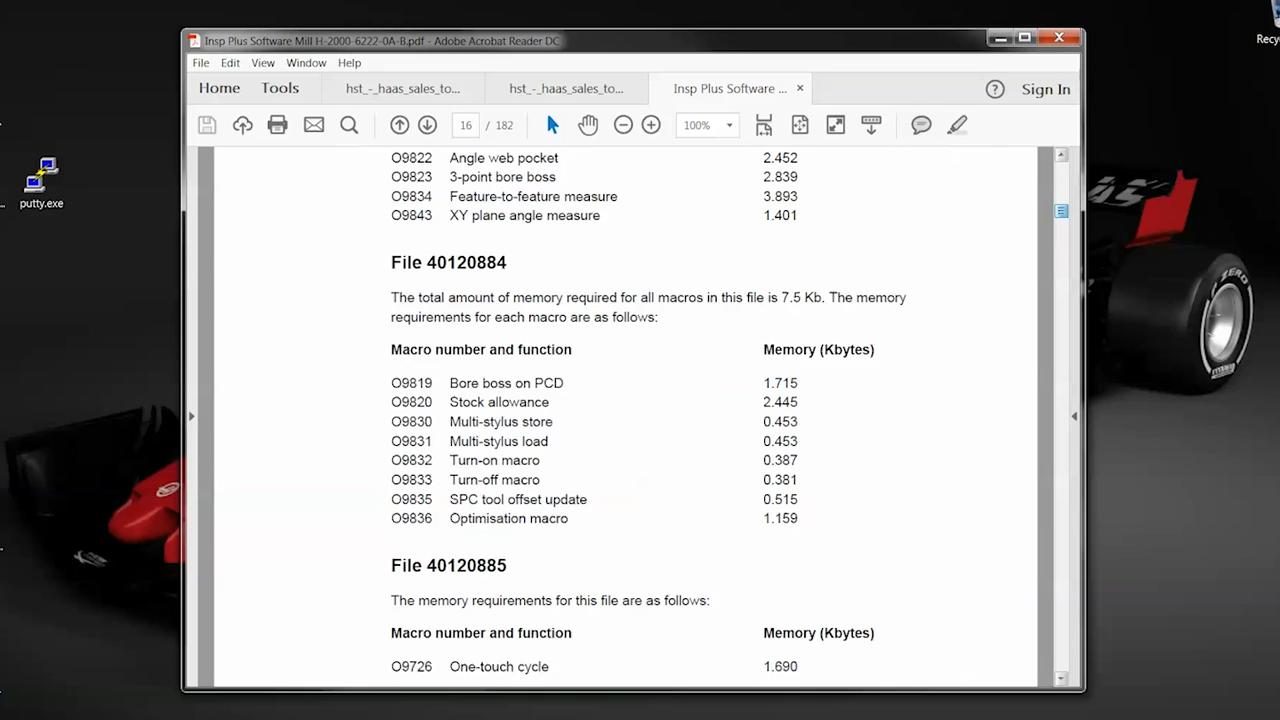 Recy
Insp Plus Software Mill H-2000-6222-0A-B.pdf - Adobe Acrobat Reader DC
File Edit View Window Help
Home Tools hst_-_haas_sales_to... hst_-_haas_sales_to... Insp Plus Software ... × ? Sign In
16 / 182 100%
putty.exe
O9822 Angle web pocket 2.452
O9823 3-point bore boss 2.839
O9834 Feature-to-feature measure 3.893
O9843 XY plane angle measure 1.401
File 40120884
The total amount of memory required for all macros in this file is 7.5 Kb. The memory
requirements for each macro are as follows:
Macro number and function Memory (Kbytes)
O9819 Bore boss on PCD 1.715
O9820 Stock allowance 2.445
O9830 Multi-stylus store 0.453
O9831 Multi-stylus load 0.453
O9832 Turn-on macro 0.387
O9833 Turn-off macro 0.381
O9835 SPC tool offset update 0.515
O9836 Optimisation macro 1.159
File 40120885
The memory requirements for this file are as follows:
Macro number and function Memory (Kbytes)
O9726 One-touch cycle 1.690